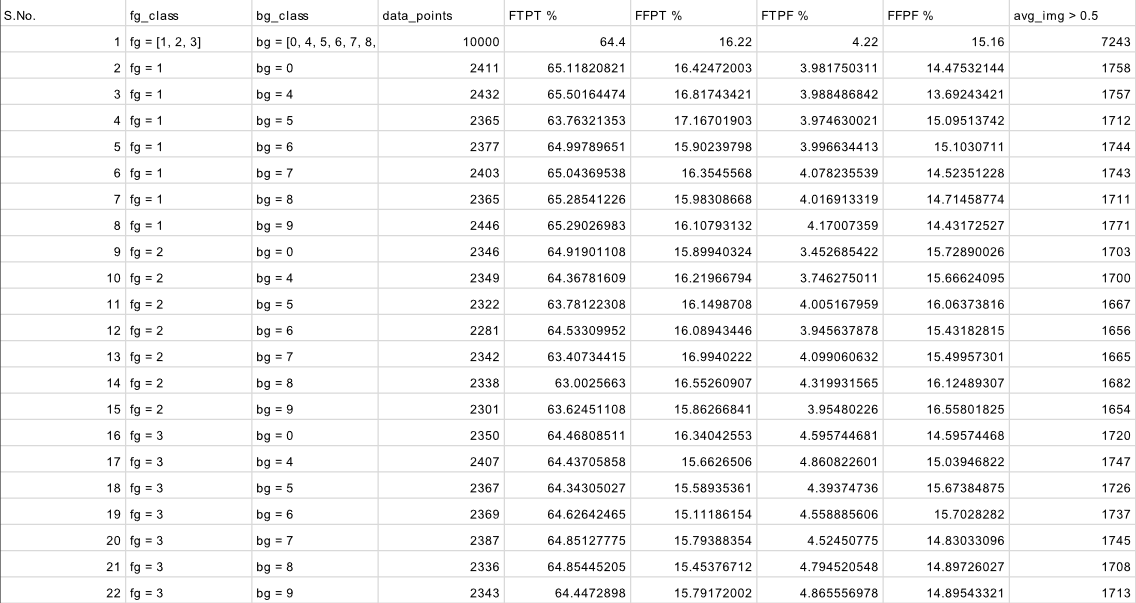 S.No. fg_class bg_class data_points FTPT % FFPT % FTPF % FFPF % avg_img > 0.5
1 fg = [1, 2, 3] bg = [0, 4, 5, 6, 7, 8, 10000 64.4 16.22 4.22 15.16 7243
2 fg = 1 bg = 0 2411 65.11820821 16.42472003 3.981750311 14.47532144 1758
3 fg = 1 bg = 4 2432 65.50164474 16.81743421 3.988486842 13.69243421 1757
4 fg = 1 bg = 5 2365 63.76321353 17.16701903 3.974630021 15.09513742 1712
5 fg = 1 bg = 6 2377 64.99789651 15.90239798 3.996634413 15.1030711 1744
6 fg = 1 bg = 7 2403 65.04369538 16.3545568 4.078235539 14.52351228 1743
7 fg = 1 bg = 8 2365 65.28541226 15.98308668 4.016913319 14.71458774 1711
8 fg = 1 bg = 9 2446 65.29026983 16.10793132 4.17007359 14.43172527 1771
9 fg = 2 bg = 0 2346 64.91901108 15.89940324 3.452685422 15.72890026 1703
10 fg = 2 bg = 4 2349 64.36781609 16.21966794 3.746275011 15.66624095 1700
11 fg = 2 bg = 5 2322 63.78122308 16.1498708 4.005167959 16.06373816 1667
12 fg = 2 bg = 6 2281 64.53309952 16.08943446 3.945637878 15.43182815 1656
13 fg = 2 bg = 7 2342 63.40734415 16.9940222 4.099060632 15.49957301 1665
14 fg = 2 bg = 8 2338 63.0025663 16.55260907 4.319931565 16.12489307 1682
15 fg = 2 bg = 9 2301 63.62451108 15.86266841 3.95480226 16.55801825 1654
16 fg = 3 bg = 0 2350 64.46808511 16.34042553 4.595744681 14.59574468 1720
17 fg = 3 bg = 4 2407 64.43705858 15.6626506 4.860822601 15.03946822 1747
18 fg = 3 bg = 5 2367 64.34305027 15.58935361 4.39374736 15.67384875 1726
19 fg = 3 bg = 6 2369 64.62642465 15.11186154 4.558885606 15.7028282 1737
20 fg = 3 bg = 7 2387 64.85127775 15.79388354 4.52450775 14.83033096 1745
21 fg = 3 bg = 8 2336 64.85445205 15.45376712 4.794520548 14.89726027 1708
22 fg = 3 bg = 9 2343 64.4472898 15.79172002 4.865556978 14.89543321 1713